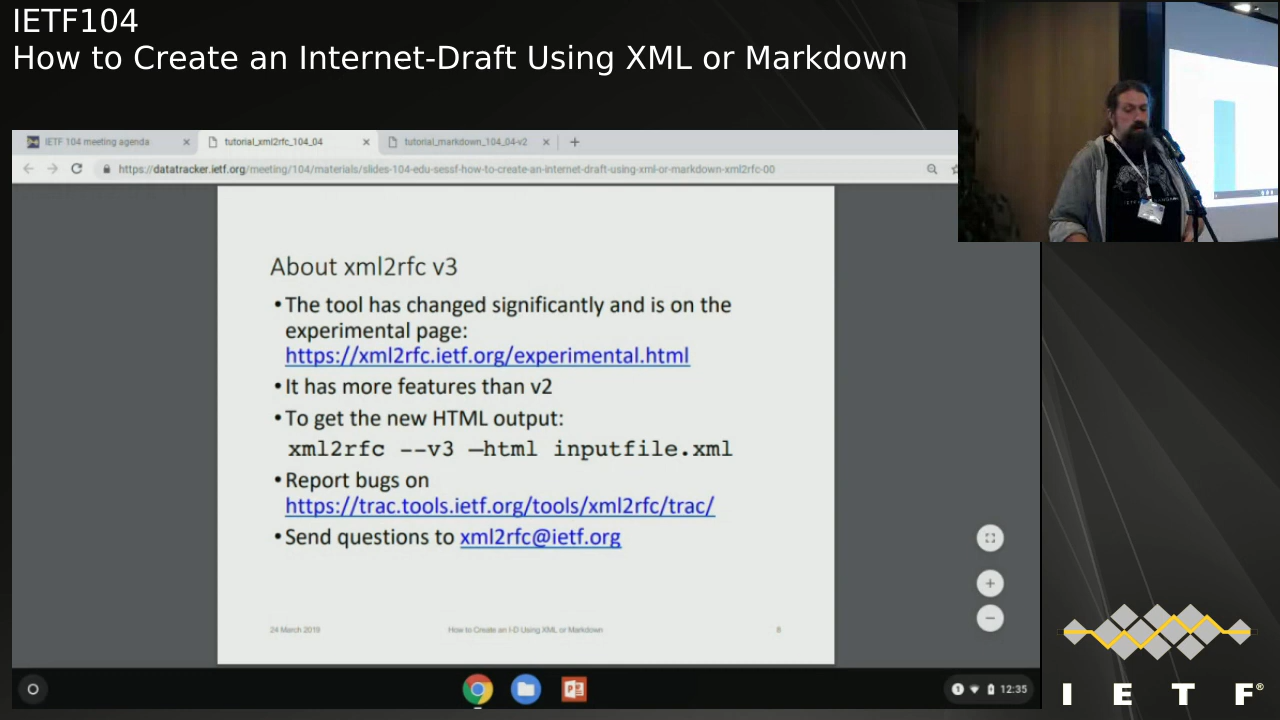 IETF104
How to Create an Internet-Draft Using XML or Markdown
IETF 104 meeting agenda
tutorial_xml2rfc_104_04
tutorial_markdown_104_04-v2
https://datatracker.ietf.org/meeting/104/materials/slides-104-edu-sessf-how-to-create-an-internet-draft-using-xml-or-markdown-xml2rfc-00
About xml2rfc v3
•The tool has changed significantly and is on the
experimental page:
https://xml2rfc.ietf.org/experimental.html
•It has more features than v2
•To get the new HTML output:
xml2rfc --v3 —html inputfile.xml
•Report bugs on
https://trac.tools.ietf.org/tools/xml2rfc/trac/
•Send questions to xml2rfc@ietf.org
24 March 2019
How to Create an I-D Using XML or Markdown
12:35
I E T F®